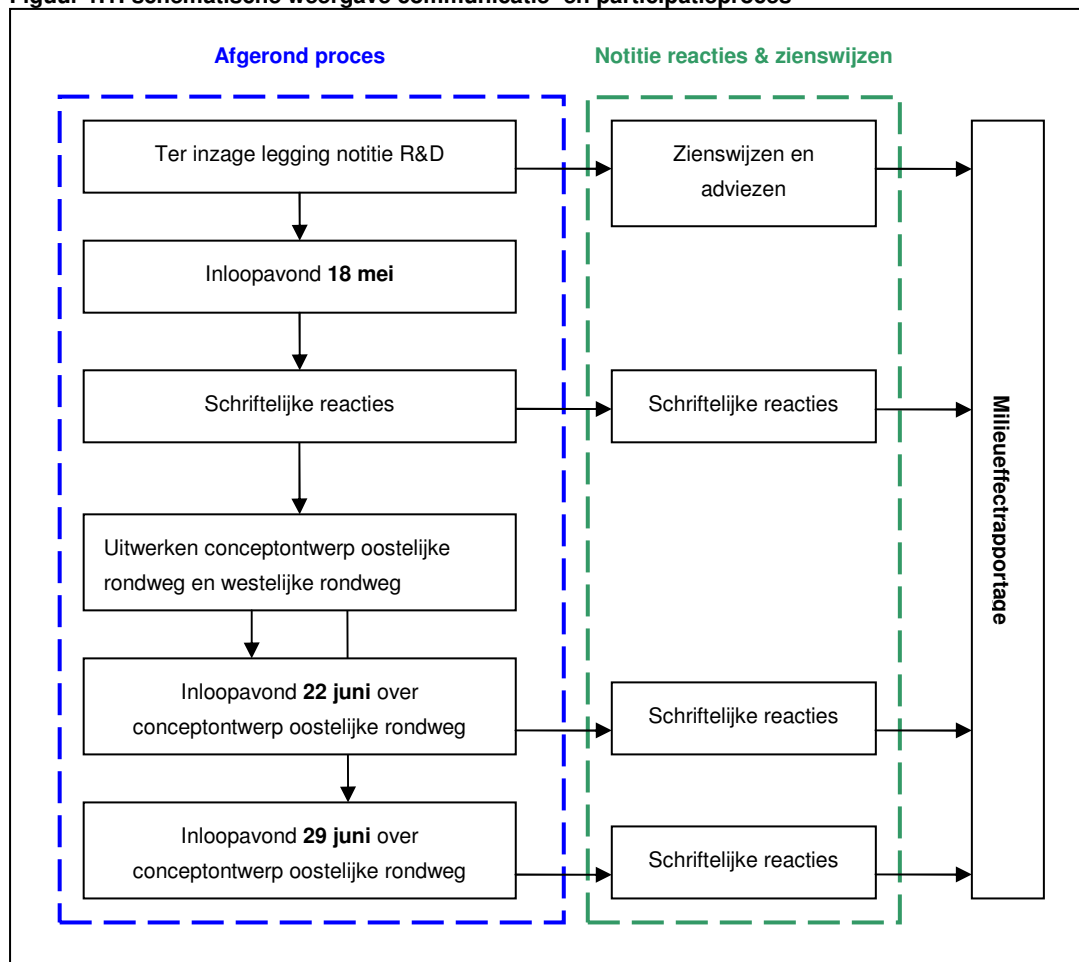 Afgerond proces
Notitie reacties & zienswijzen
Ter inzage legging notitie R&D
Zienswijzen en
adviezen
Inloopavond 18 mei
Schriftelijke reacties
Schriftelijke reacties
Uitwerken conceptontwerp oostelijke
rondweg en westelijke rondweg
Inloopavond 22 juni over
conceptontwerp oostelijke rondweg
Schriftelijke reacties
Inloopavond 29 juni over
conceptontwerp oostelijke rondweg
Schriftelijke reacties
Milieueffectrapportage